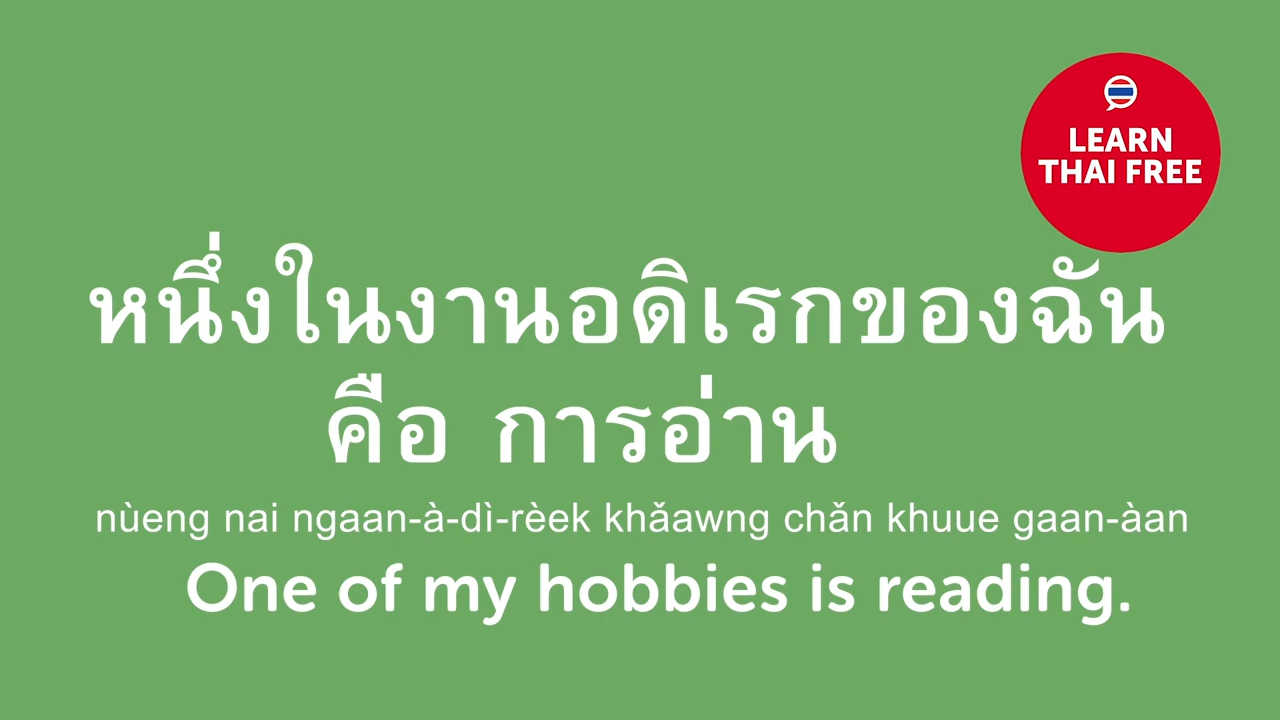 LEARN
THAI FREE
หนึ่งในงานอดิเรกของฉัน
คือ การอ่าน
nùeng nai ngaan-à-dì-rèek khǎawng chǎn khuue gaan-àan
One of my hobbies is reading.